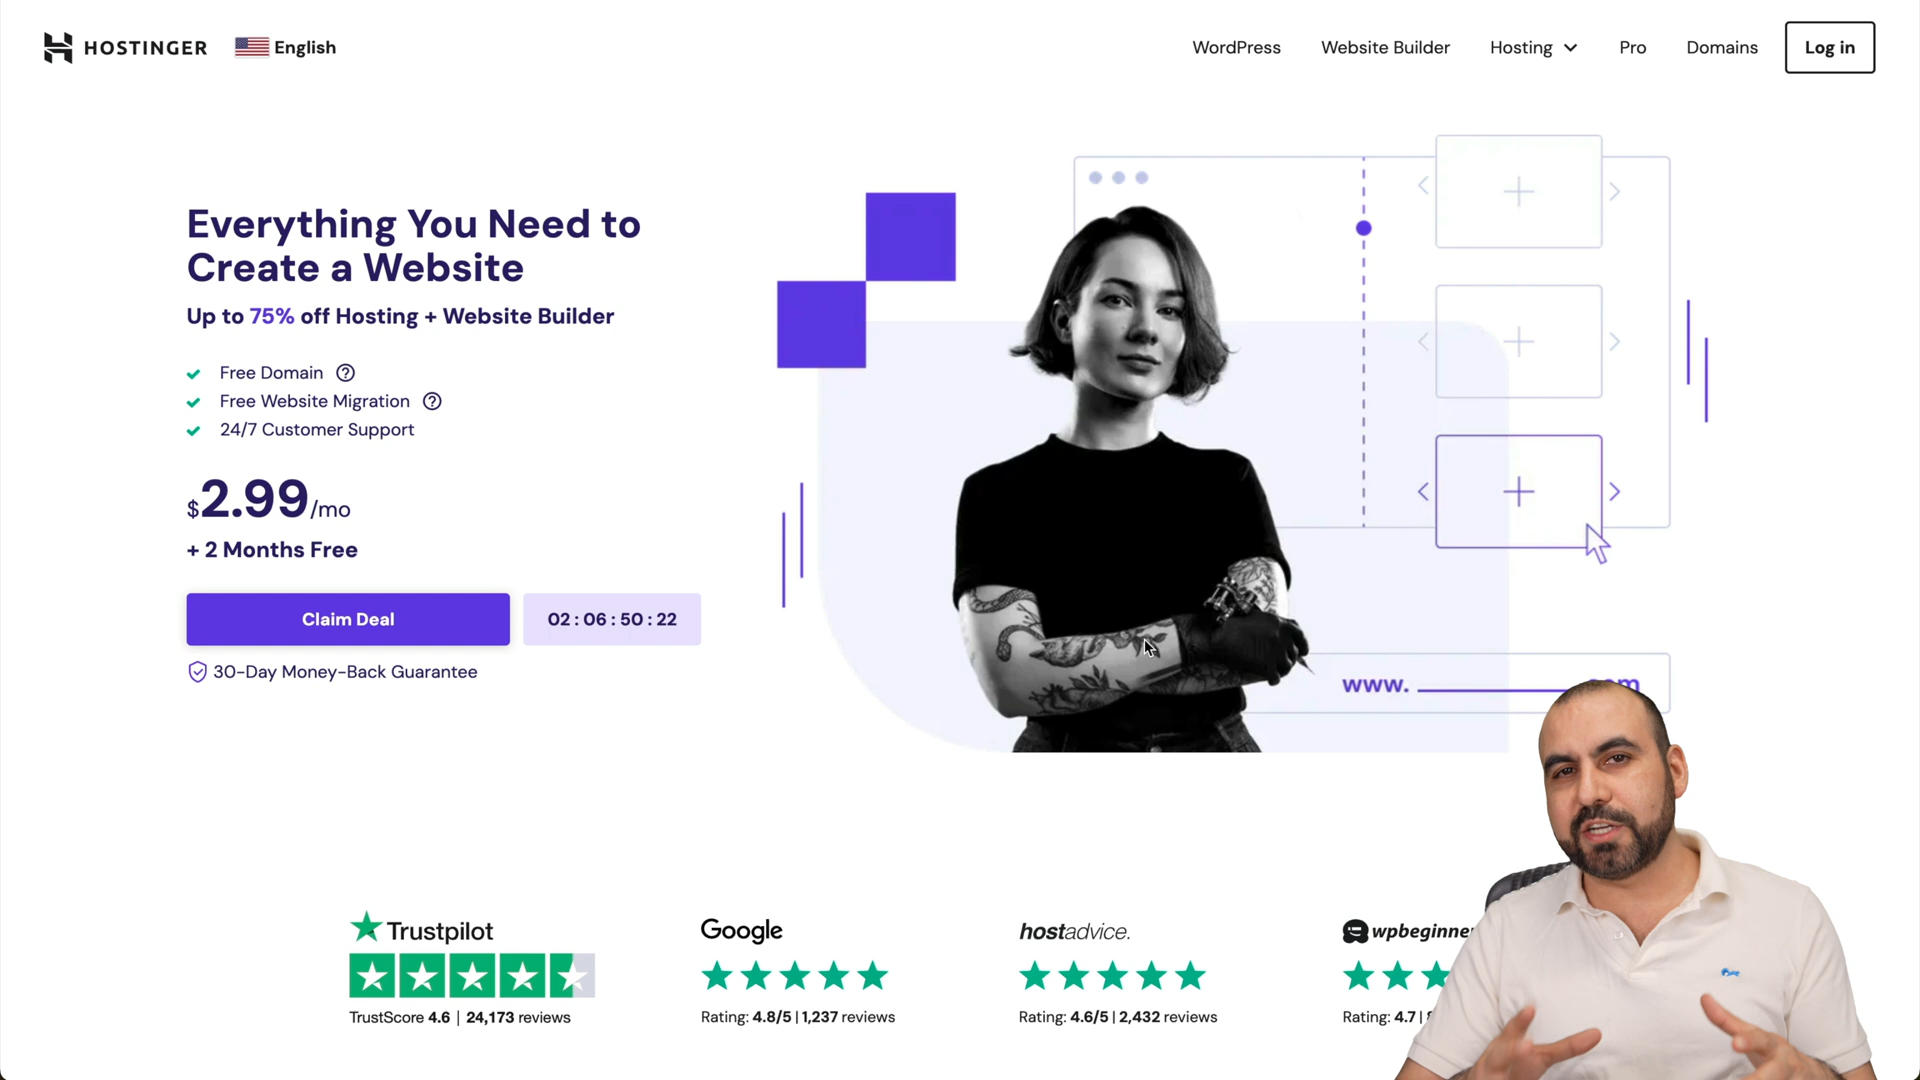 HOSTINGER
English
WordPress
Website Builder
Hosting
Pro
Domains
Log in
Everything You Need to
Create a Website
Up to 75% off Hosting + Website Builder
Free Domain
Free Website Migration
24/7 Customer Support
$2.99/mo
+ 2 Months Free
Claim Deal
02 : 06 : 50 : 22
30-Day Money-Back Guarantee
www.
Trustpilot
TrustScore 4.6 | 24,173 reviews
Google
Rating: 4.8/5 | 1,237 reviews
hostadvice.
Rating: 4.6/5 | 2,432 reviews
Rating: 4.7 |